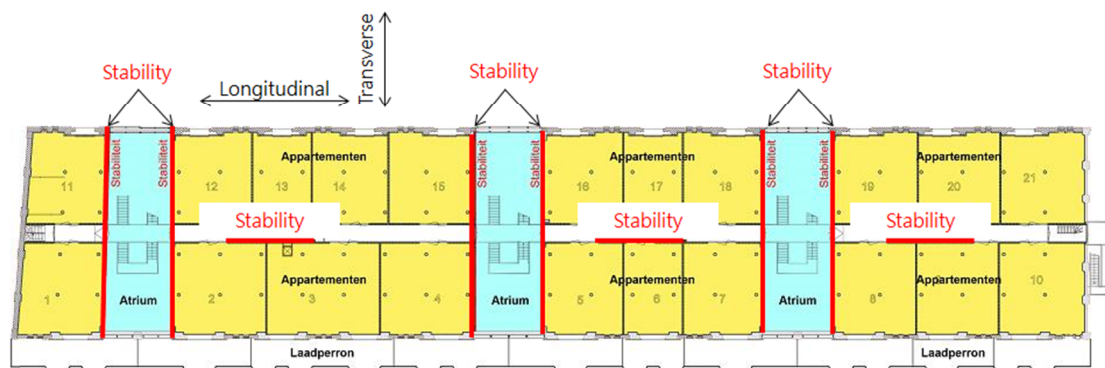 Transverse
Stability
Stability
Stability
Longitudinal
Stabiliteit
Stabiliteit
Stabiliteit
Stabiliteit
Stabiliteit
Stabiliteit
Appartementen
Appartementen
Appartementen
11
12
13
14
15
16
17
18
19
20
21
Stability
Stability
Stability
Appartementen
Appartementen
Appartementen
1
Atrium
2
3
4
Atrium
5
6
7
Atrium
8
10
Laadperron
Laadperron